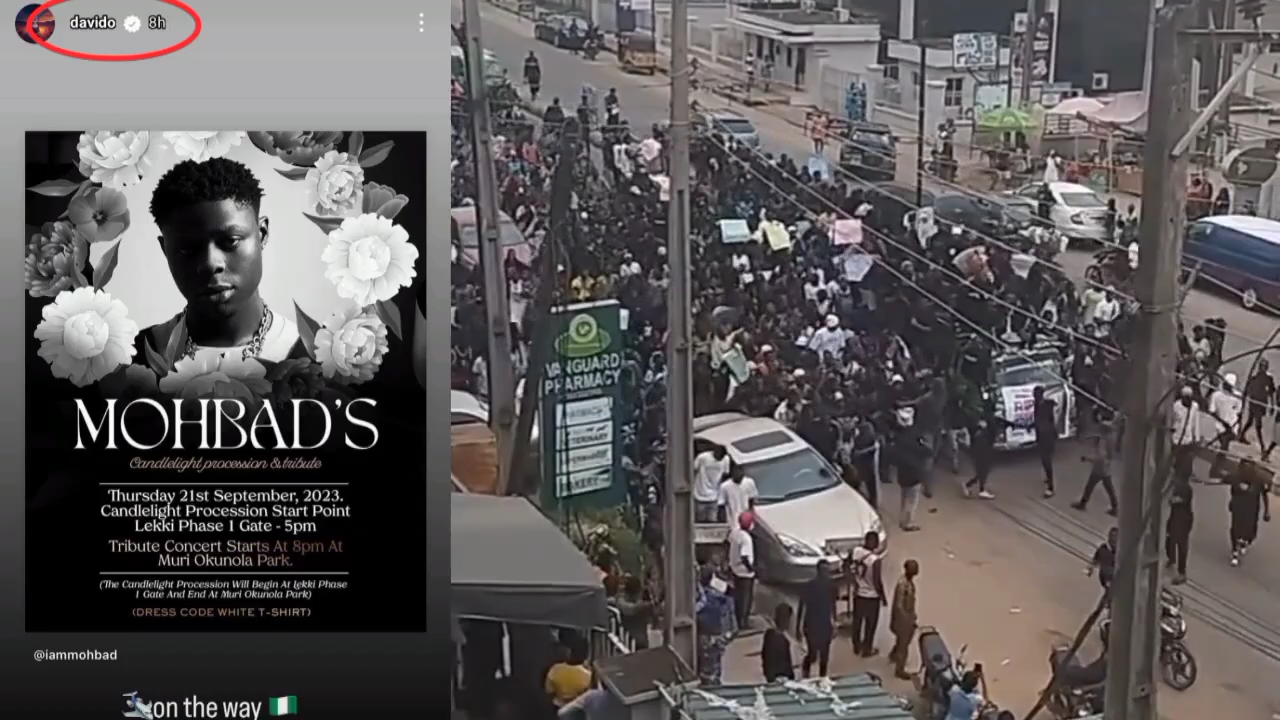 davido 8h
MOHBAD'S
Candlelight procession & tribute
Thursday 21st September, 2023.
Candlelight Procession Start Point
Lekki Phase 1 Gate - 5pm
Tribute Concert Starts At 8pm At
Muri Okunola Park.
(The Candlelight Procession Will Begin At Lekki Phase
1 Gate And End At Muri Okunola Park)
(DRESS CODE WHITE T-SHIRT)
@iammohbad
on the way
VANGUARD
PHARMACY